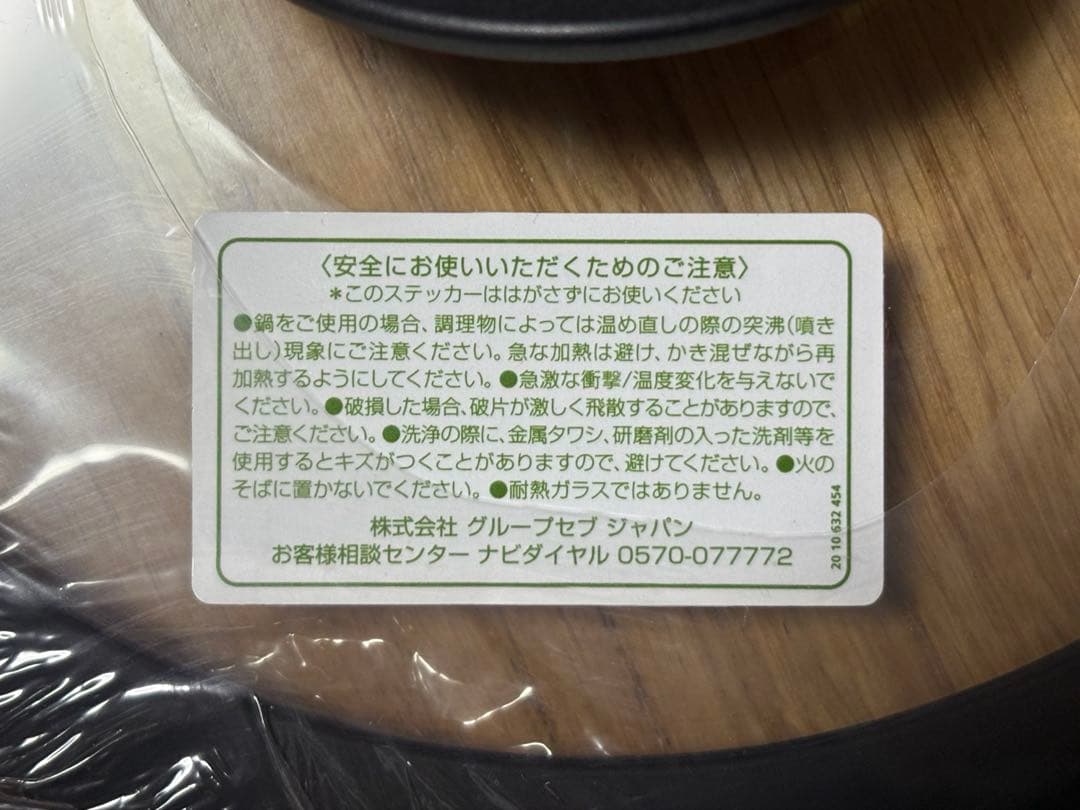 〈安全にお使いいただくためのご注意〉
＊このステッカーははがさずにお使いください
●鍋をご使用の場合、調理物によっては温め直しの際の突沸(噴き
出し)現象にご注意ください。急な加熱は避け、かき混ぜながら再
加熱するようにしてください。●急激な衝撃/温度変化を与えないで
ください。●破損した場合、破片が激しく飛散することがありますので、
ご注意ください。●洗浄の際に、金属タワシ、研磨剤の入った洗剤等を
使用するとキズがつくことがありますので、避けてください。●火の
そばに置かないでください。●耐熱ガラスではありません。
株式会社 グループセブ ジャパン
お客様相談センター ナビダイヤル 0570-077772
20 10 632 454